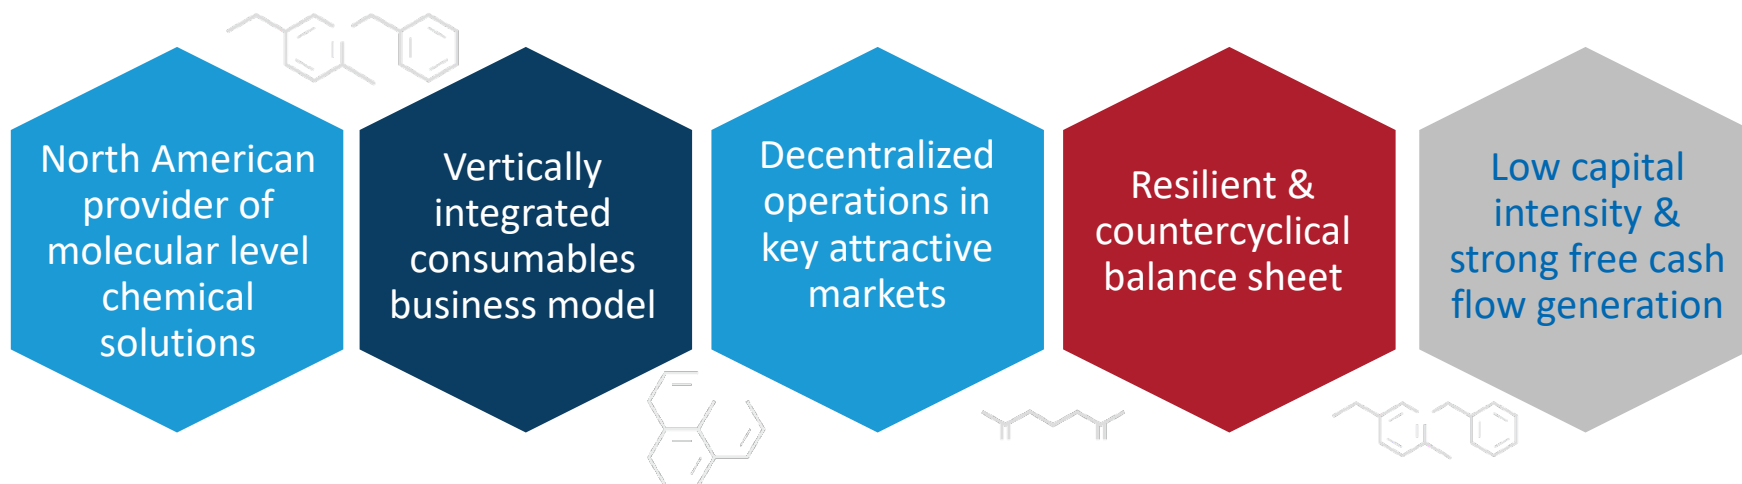 North American
provider of
molecular level
chemical
solutions
Vertically
integrated
consumables
business model
Decentralized
operations in
key attractive
markets
Resilient &
countercyclical
balance sheet
Low capital
intensity &
strong free cash
flow generation